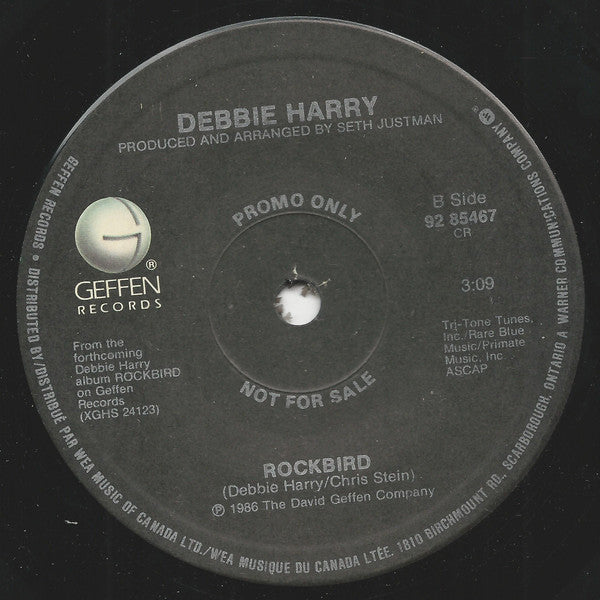 DEBBIE HARRY
PRODUCED AND ARRANGED BY SETH JUSTMAN
PROMO ONLY
B Side
92 85467
CR
GEFFEN
RECORDS
®
3:09
From the
forthcoming
Debbie Harry
album ROCKBIRD
on Geffen
Records
(XGHS 24123)
Tri-Tone Tunes,
Inc./Rare Blue
Music/Primate
Music, Inc.
ASCAP
NOT FOR SALE
ROCKBIRD
(Debbie Harry/Chris Stein)
℗ 1986 The David Geffen Company
GEFFEN RECORDS • DISTRIBUTED BY/DISTRIBUÉ PAR WEA MUSIC OF CANADA LTD./WEA MUSIQUE DU CANADA LTÉE. 1810 BIRCHMOUNT RD., SCARBOROUGH, ONTARIO A WARNER COMMUNICATIONS COMPANY